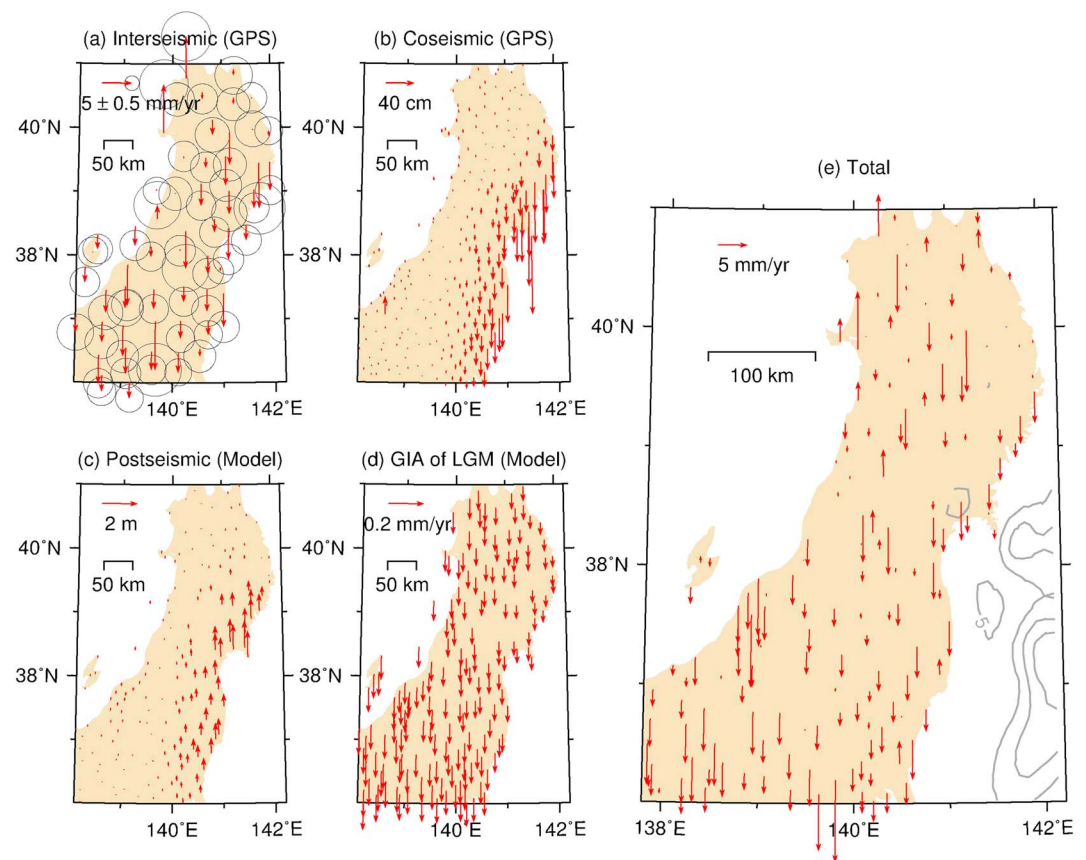 (a) Interseismic (GPS)
5 ± 0.5 mm/yr
50 km
40°N
38°N
140°E
142°E
(b) Coseismic (GPS)
40 cm
50 km
40°N
38°N
140°E
142°E
(c) Postseismic (Model)
2 m
50 km
40°N
38°N
140°E
142°E
(d) GIA of LGM (Model)
0.2 mm/yr
50 km
40°N
38°N
140°E
142°E
(e) Total
5 mm/yr
100 km
40°N
38°N
5
138°E
140°E
142°E